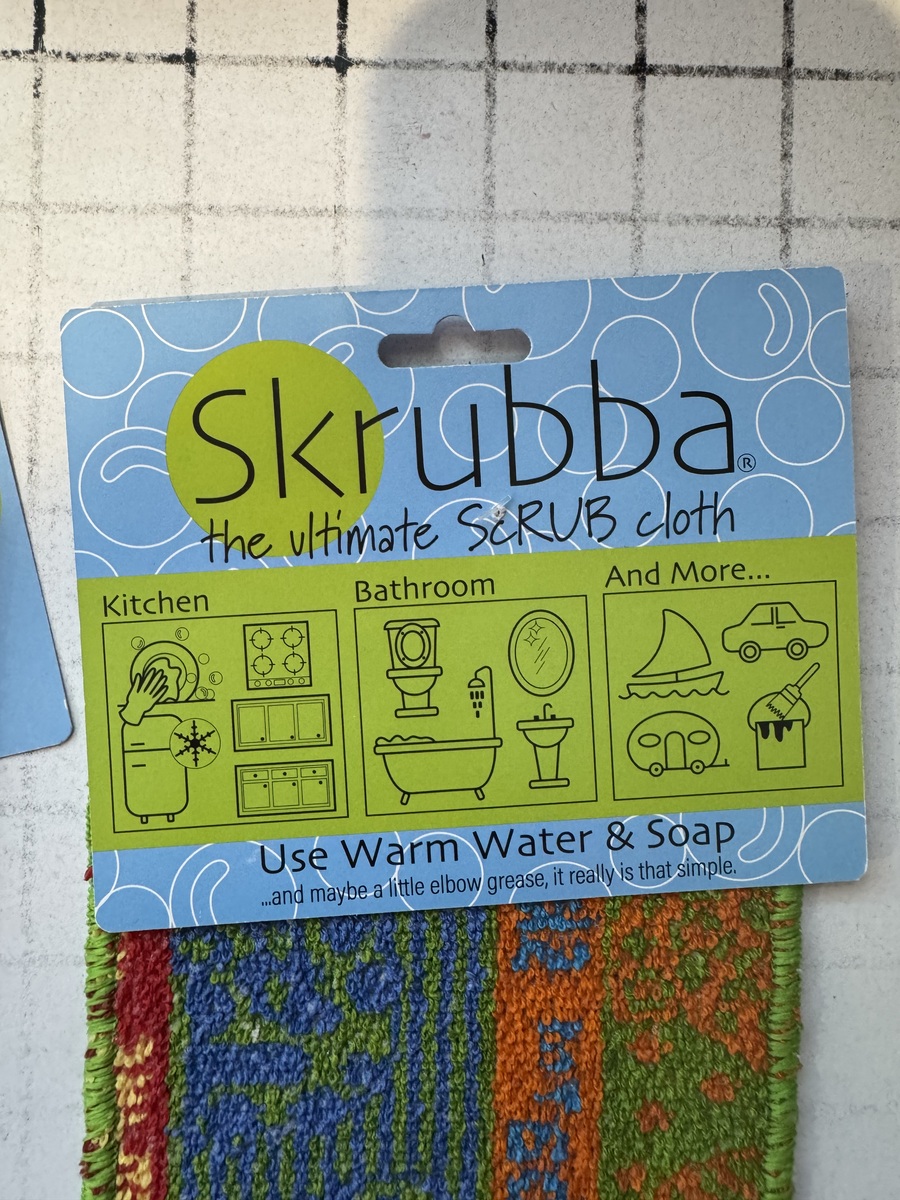 Skrubba®
the ultimate ScRUB cloth
Kitchen
Bathroom
And More...
Use Warm Water & Soap
...and maybe a little elbow grease, it really is that simple.